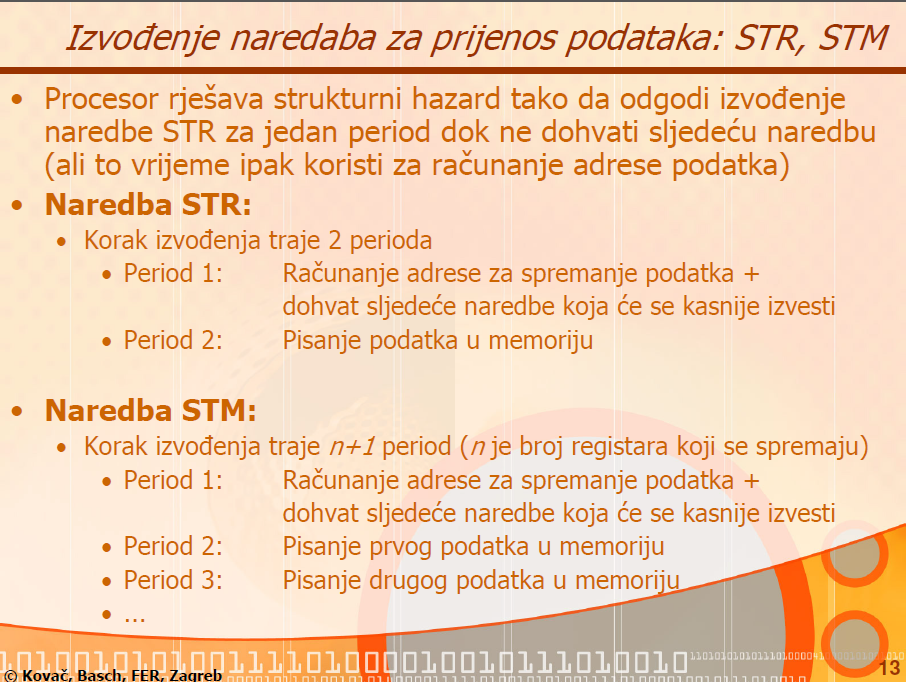 Izvođenje naredaba za prijenos podataka: STR, STM
• Procesor rješava strukturni hazard tako da odgodi izvođenje
naredbe STR za jedan period dok ne dohvati sljedeću naredbu
(ali to vrijeme ipak koristi za računanje adrese podatka)
• Naredba STR:
• Korak izvođenja traje 2 perioda
• Period 1: Računanje adrese za spremanje podatka +
dohvat sljedeće naredbe koja će se kasnije izvesti
• Period 2: Pisanje podatka u memoriju
• Naredba STM:
• Korak izvođenja traje n+1 period (n je broj registara koji se spremaju)
• Period 1: Računanje adrese za spremanje podatka +
dohvat sljedeće naredbe koja će se kasnije izvesti
• Period 2: Pisanje prvog podatka u memoriju
• Period 3: Pisanje drugog podatka u memoriju
• ...
© Kovač, Basch, FER, Zagreb
13